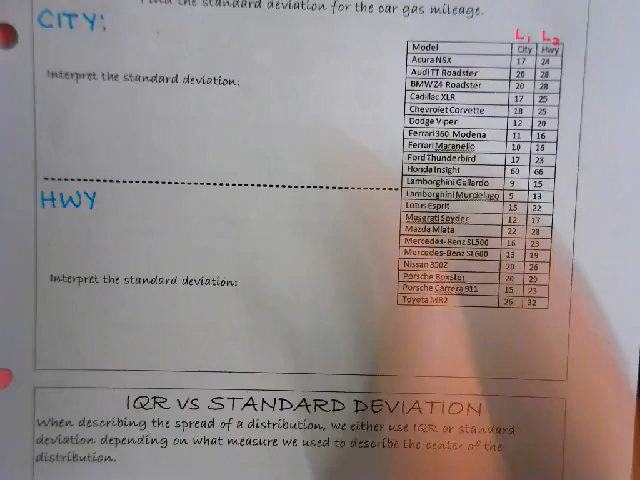 Find the standard deviation for the car gas mileage.
CITY:
L1 L2
Model City Hwy
Acura NSX 17 24
Audi TT Roadster 28
BMW Z4 Roadster 20 28
Cadillac XLR 17 25
Chevrolet Corvette 18 25
Dodge Viper 12 20
Ferrari 360 Modena 11 16
Ferrari Maranello 10 16
Ford Thunderbird 17 23
Honda Insight 60 66
Lamborghini Gallardo 9 15
Lamborghini Murcielago 9 13
Lotus Esprit 15 22
Maserati Spyder 12 17
Mazda Miata 22 28
Mercedes-Benz SL500 16 23
Mercedes-Benz SL600 13 19
Nissan 350Z 20 26
Porsche Boxster 20 29
Porsche Carrera 911 15 23
Toyota MR2 32
Interpret the standard deviation:
HWY
Interpret the standard deviation:
IQR VS STANDARD DEVIATION
When describing the spread of a distribution, we either use IQR or standard
deviation depending on what measure we used to describe the center of the
distribution.